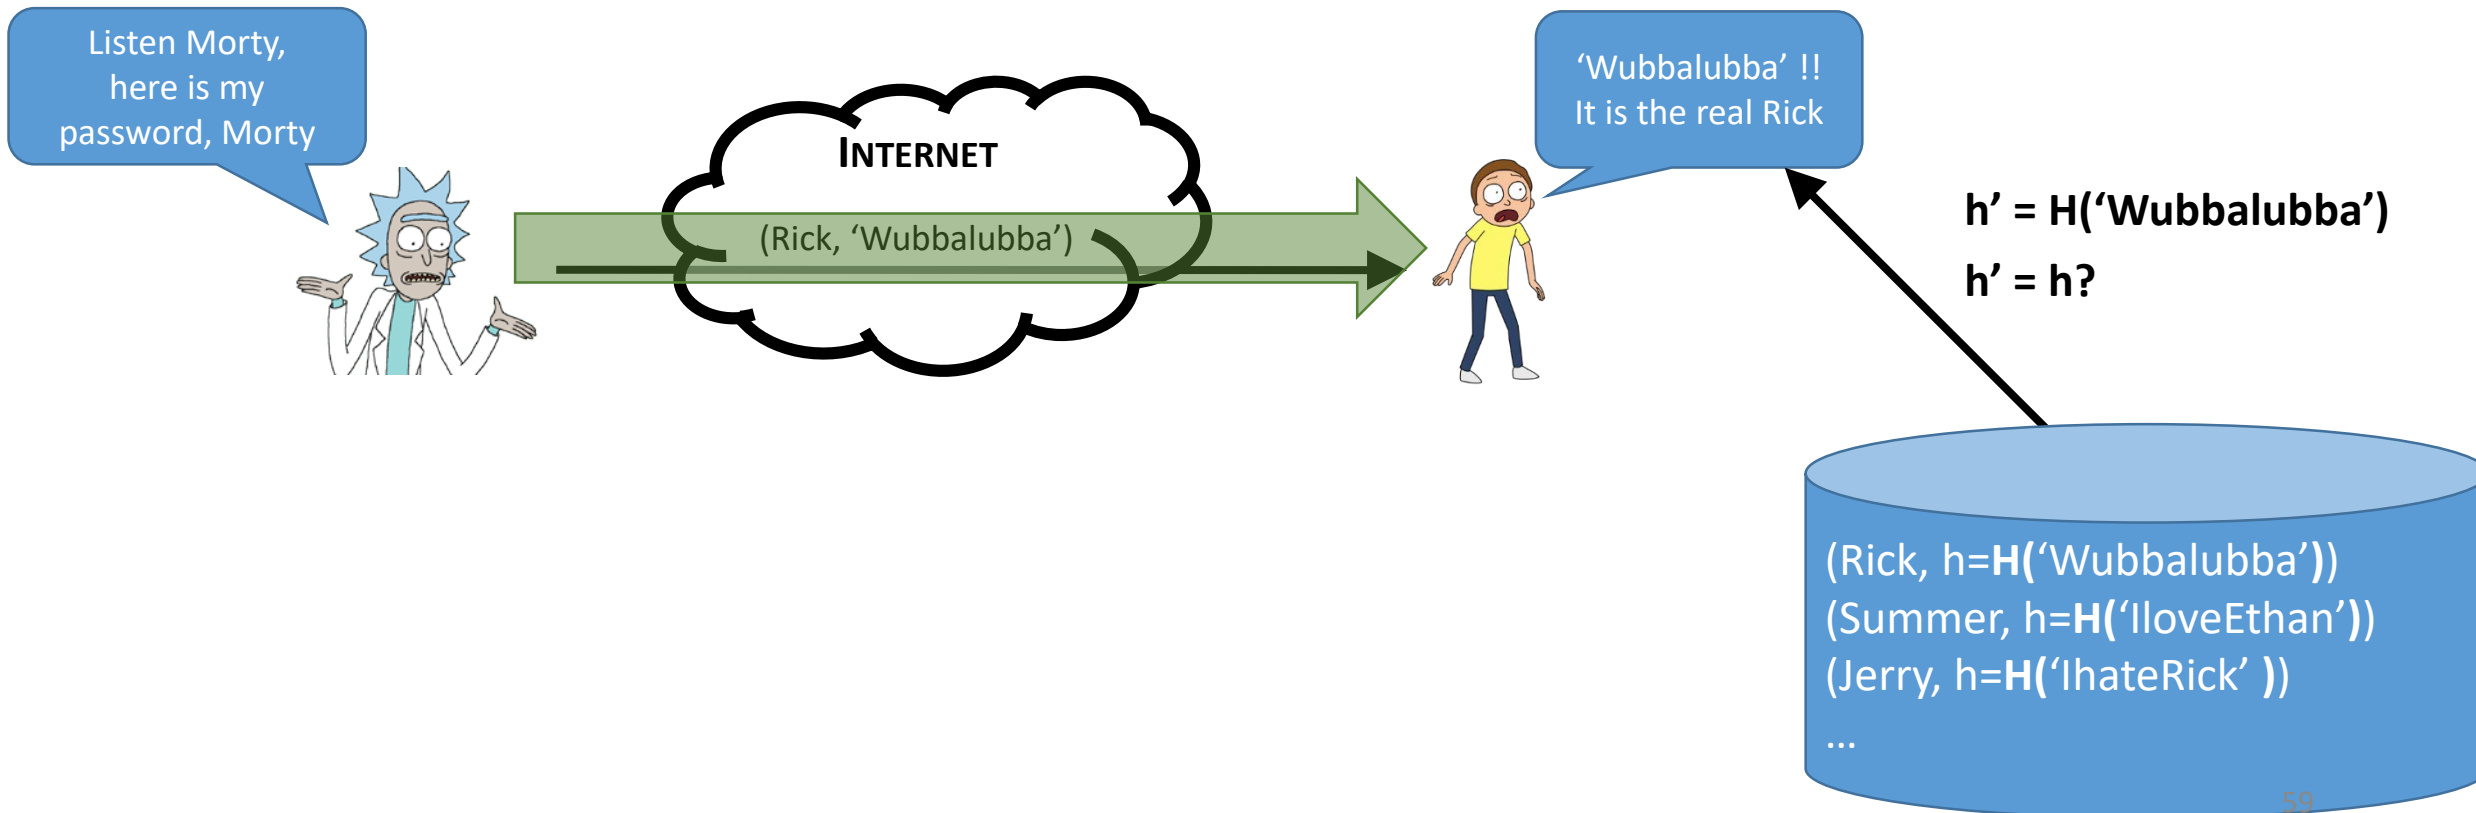 Listen Morty,
here is my
password, Morty
INTERNET
(Rick, ‘Wubbalubba’)
‘Wubbalubba’ !!
It is the real Rick
h’ = H(‘Wubbalubba’)
h’ = h?
(Rick, h=H(‘Wubbalubba’))
(Summer, h=H(‘IloveEthan’))
(Jerry, h=H(‘IhateRick’ ))
...
59